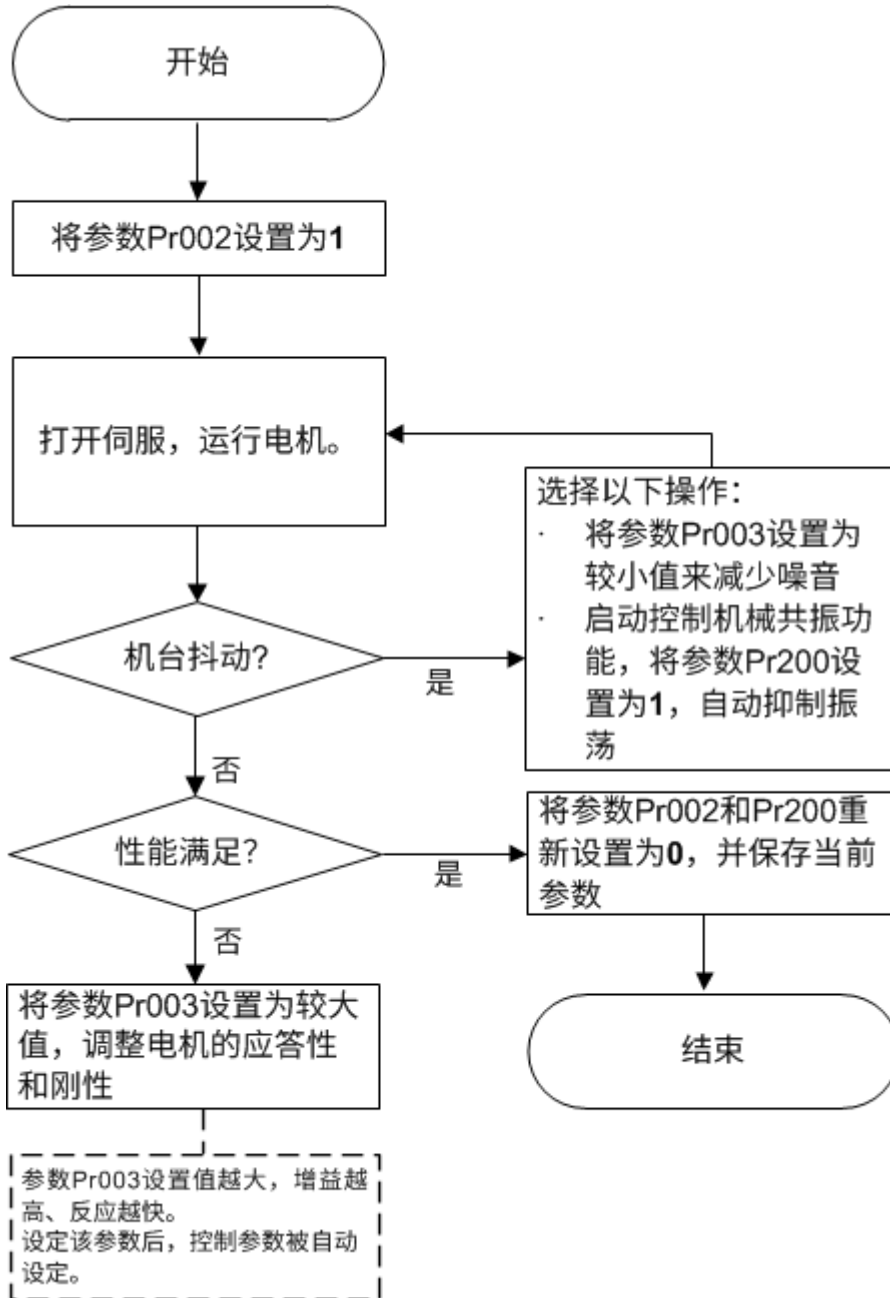 开始
将参数Pr002设置为1
打开伺服，运行电机。
选择以下操作：
· 将参数Pr003设置为
较小值来减少噪音
· 启动控制机械共振功
能，将参数Pr200设
置为1，自动抑制振
荡
机台抖动？
是
否
将参数Pr002和Pr200重
新设置为0，并保存当前
参数
性能满足？
是
否
将参数Pr003设置为较大
值，调整电机的应答性
和刚性
结束
参数Pr003设置值越大，增益越
高、反应越快。
设定该参数后，控制参数被自动
设定。